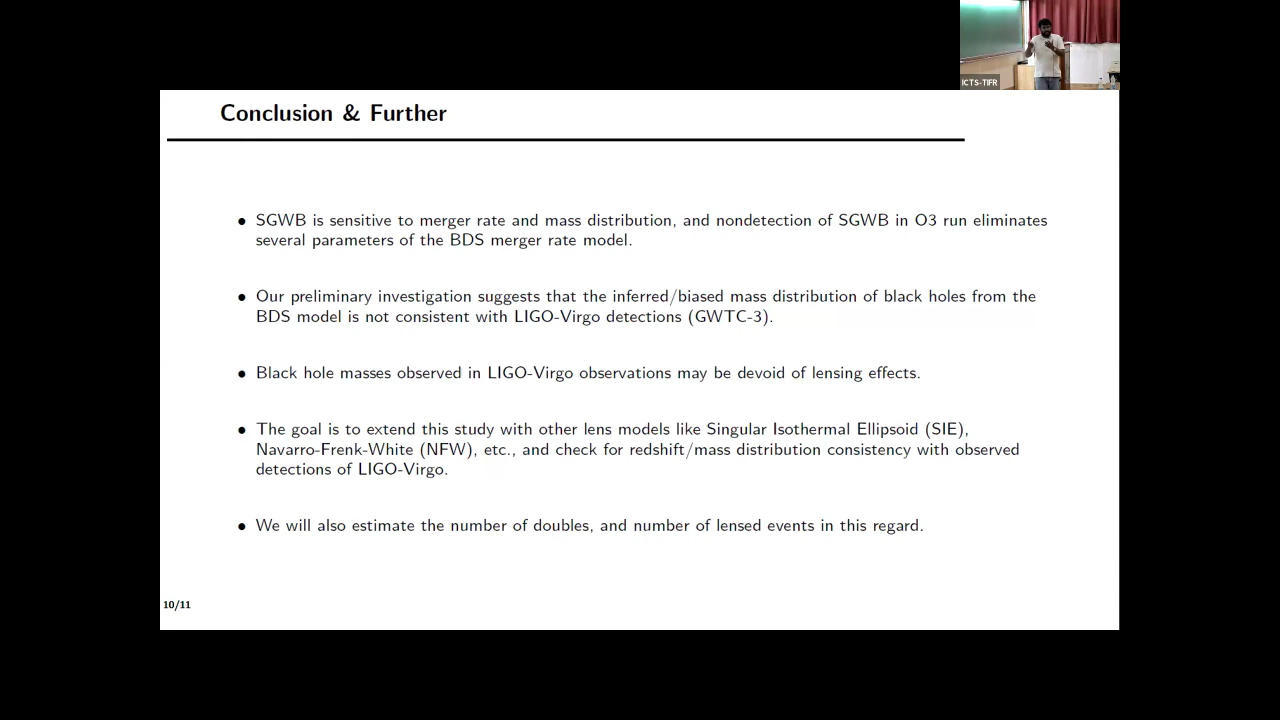 ICTS-TIFR
Conclusion & Further
• SGWB is sensitive to merger rate and mass distribution, and nondetection of SGWB in O3 run eliminates
several parameters of the BDS merger rate model.
• Our preliminary investigation suggests that the inferred/biased mass distribution of black holes from the
BDS model is not consistent with LIGO-Virgo detections (GWTC-3).
• Black hole masses observed in LIGO-Virgo observations may be devoid of lensing effects.
• The goal is to extend this study with other lens models like Singular Isothermal Ellipsoid (SIE),
Navarro-Frenk-White (NFW), etc., and check for redshift/mass distribution consistency with observed
detections of LIGO-Virgo.
• We will also estimate the number of doubles, and number of lensed events in this regard.
10/11